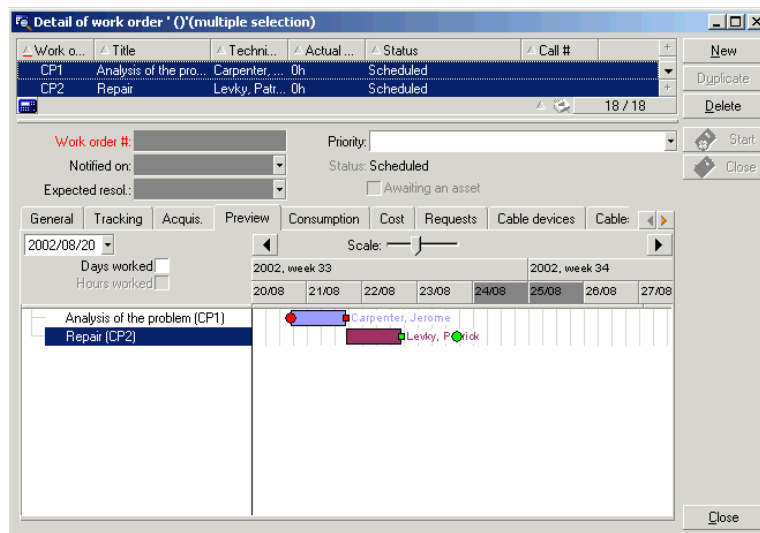 Detail of work order ' ()'(multiple selection)
Work o... Title Techni... Actual ... Status Call #
CP1 Analysis of the pro... Carpenter, ... 0h Scheduled
CP2 Repair Levky, Patr... 0h Scheduled
18 / 18
New
Duplicate
Delete
Start
Close
Work order #: Priority:
Notified on: Status: Scheduled
Expected resol.: Awaiting an asset
General Tracking Acquis. Preview Consumption Cost Requests Cable devices Cable
2002/08/20 Scale:
Days worked 2002, week 33 2002, week 34
Hours worked
20/08 21/08 22/08 23/08 24/08 25/08 26/08 27/08
Analysis of the problem (CP1) Carpenter, Jerome
Repair (CP2) Levky, P rick
Close